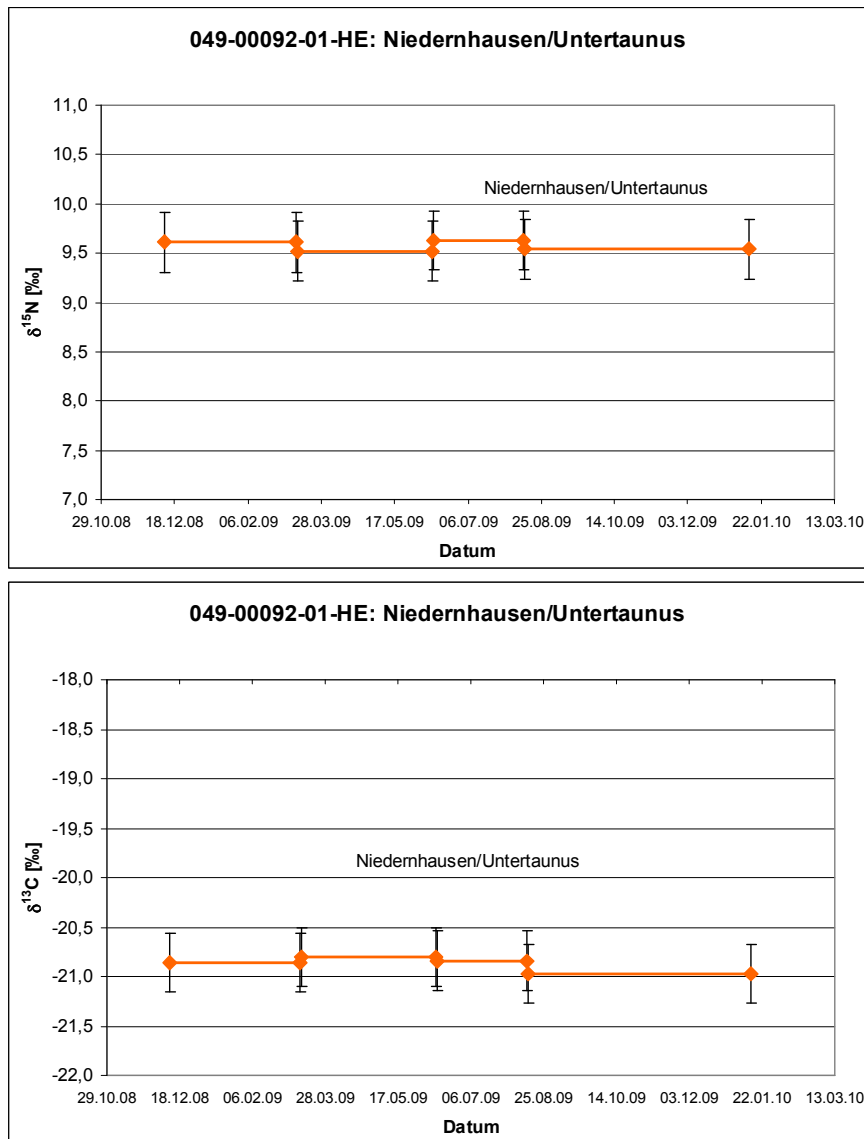 049-00092-01-HE: Niedernhausen/Untertaunus
11,0
10,5
10,0
9,5
9,0
8,5
8,0
7,5
7,0
δ¹⁵N [‰]
Niedernhausen/Untertaunus
29.10.08 18.12.08 06.02.09 28.03.09 17.05.09 06.07.09 25.08.09 14.10.09 03.12.09 22.01.10 13.03.10
Datum
049-00092-01-HE: Niedernhausen/Untertaunus
-18,0
-18,5
-19,0
-19,5
-20,0
-20,5
-21,0
-21,5
-22,0
δ¹³C [‰]
Niedernhausen/Untertaunus
29.10.08 18.12.08 06.02.09 28.03.09 17.05.09 06.07.09 25.08.09 14.10.09 03.12.09 22.01.10 13.03.10
Datum